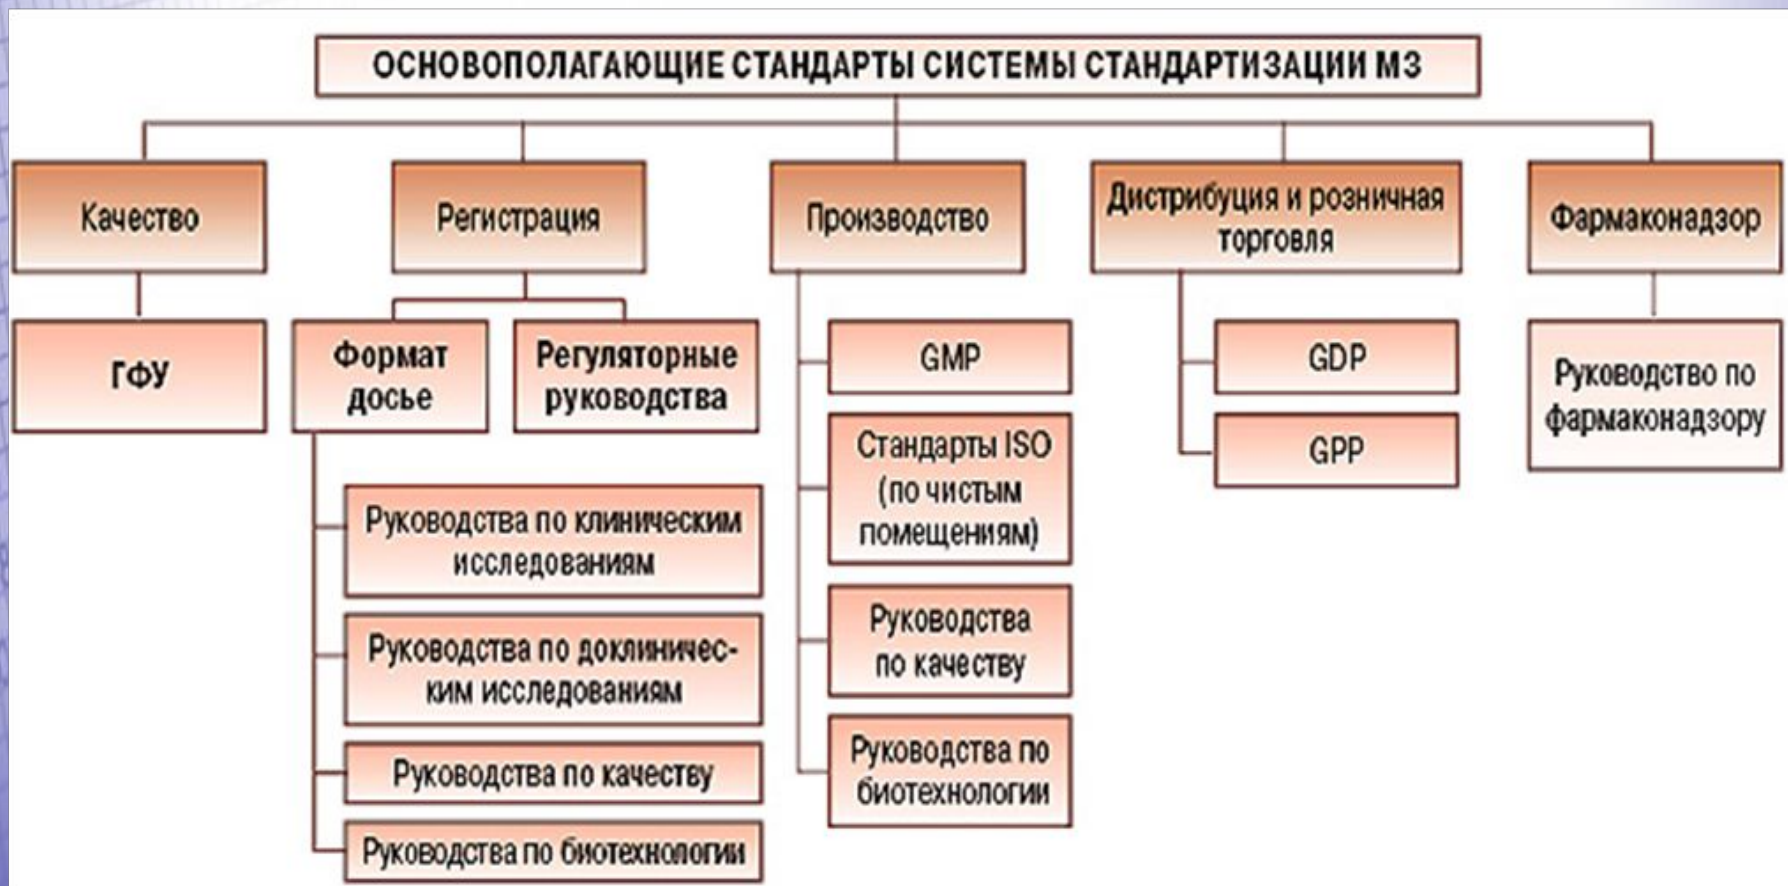 ОСНОВОПОЛАГАЮЩИЕ СТАНДАРТЫ СИСТЕМЫ СТАНДАРТИЗАЦИИ МЗ
Качество
ГФУ
Регистрация
Формат
досье
Регуляторные
руководства
Руководства по клиническим
исследованиям
Руководства по доклиничес-
ким исследованиям
Руководства по качеству
Руководства по биотехнологии
Производство
GMP
Стандарты ISO
(по чистым
помещениям)
Руководства
по качеству
Руководства по
биотехнологии
Дистрибуция и розничная
торговля
GDP
GPP
Фармаконадзор
Руководство по
фармаконадзору